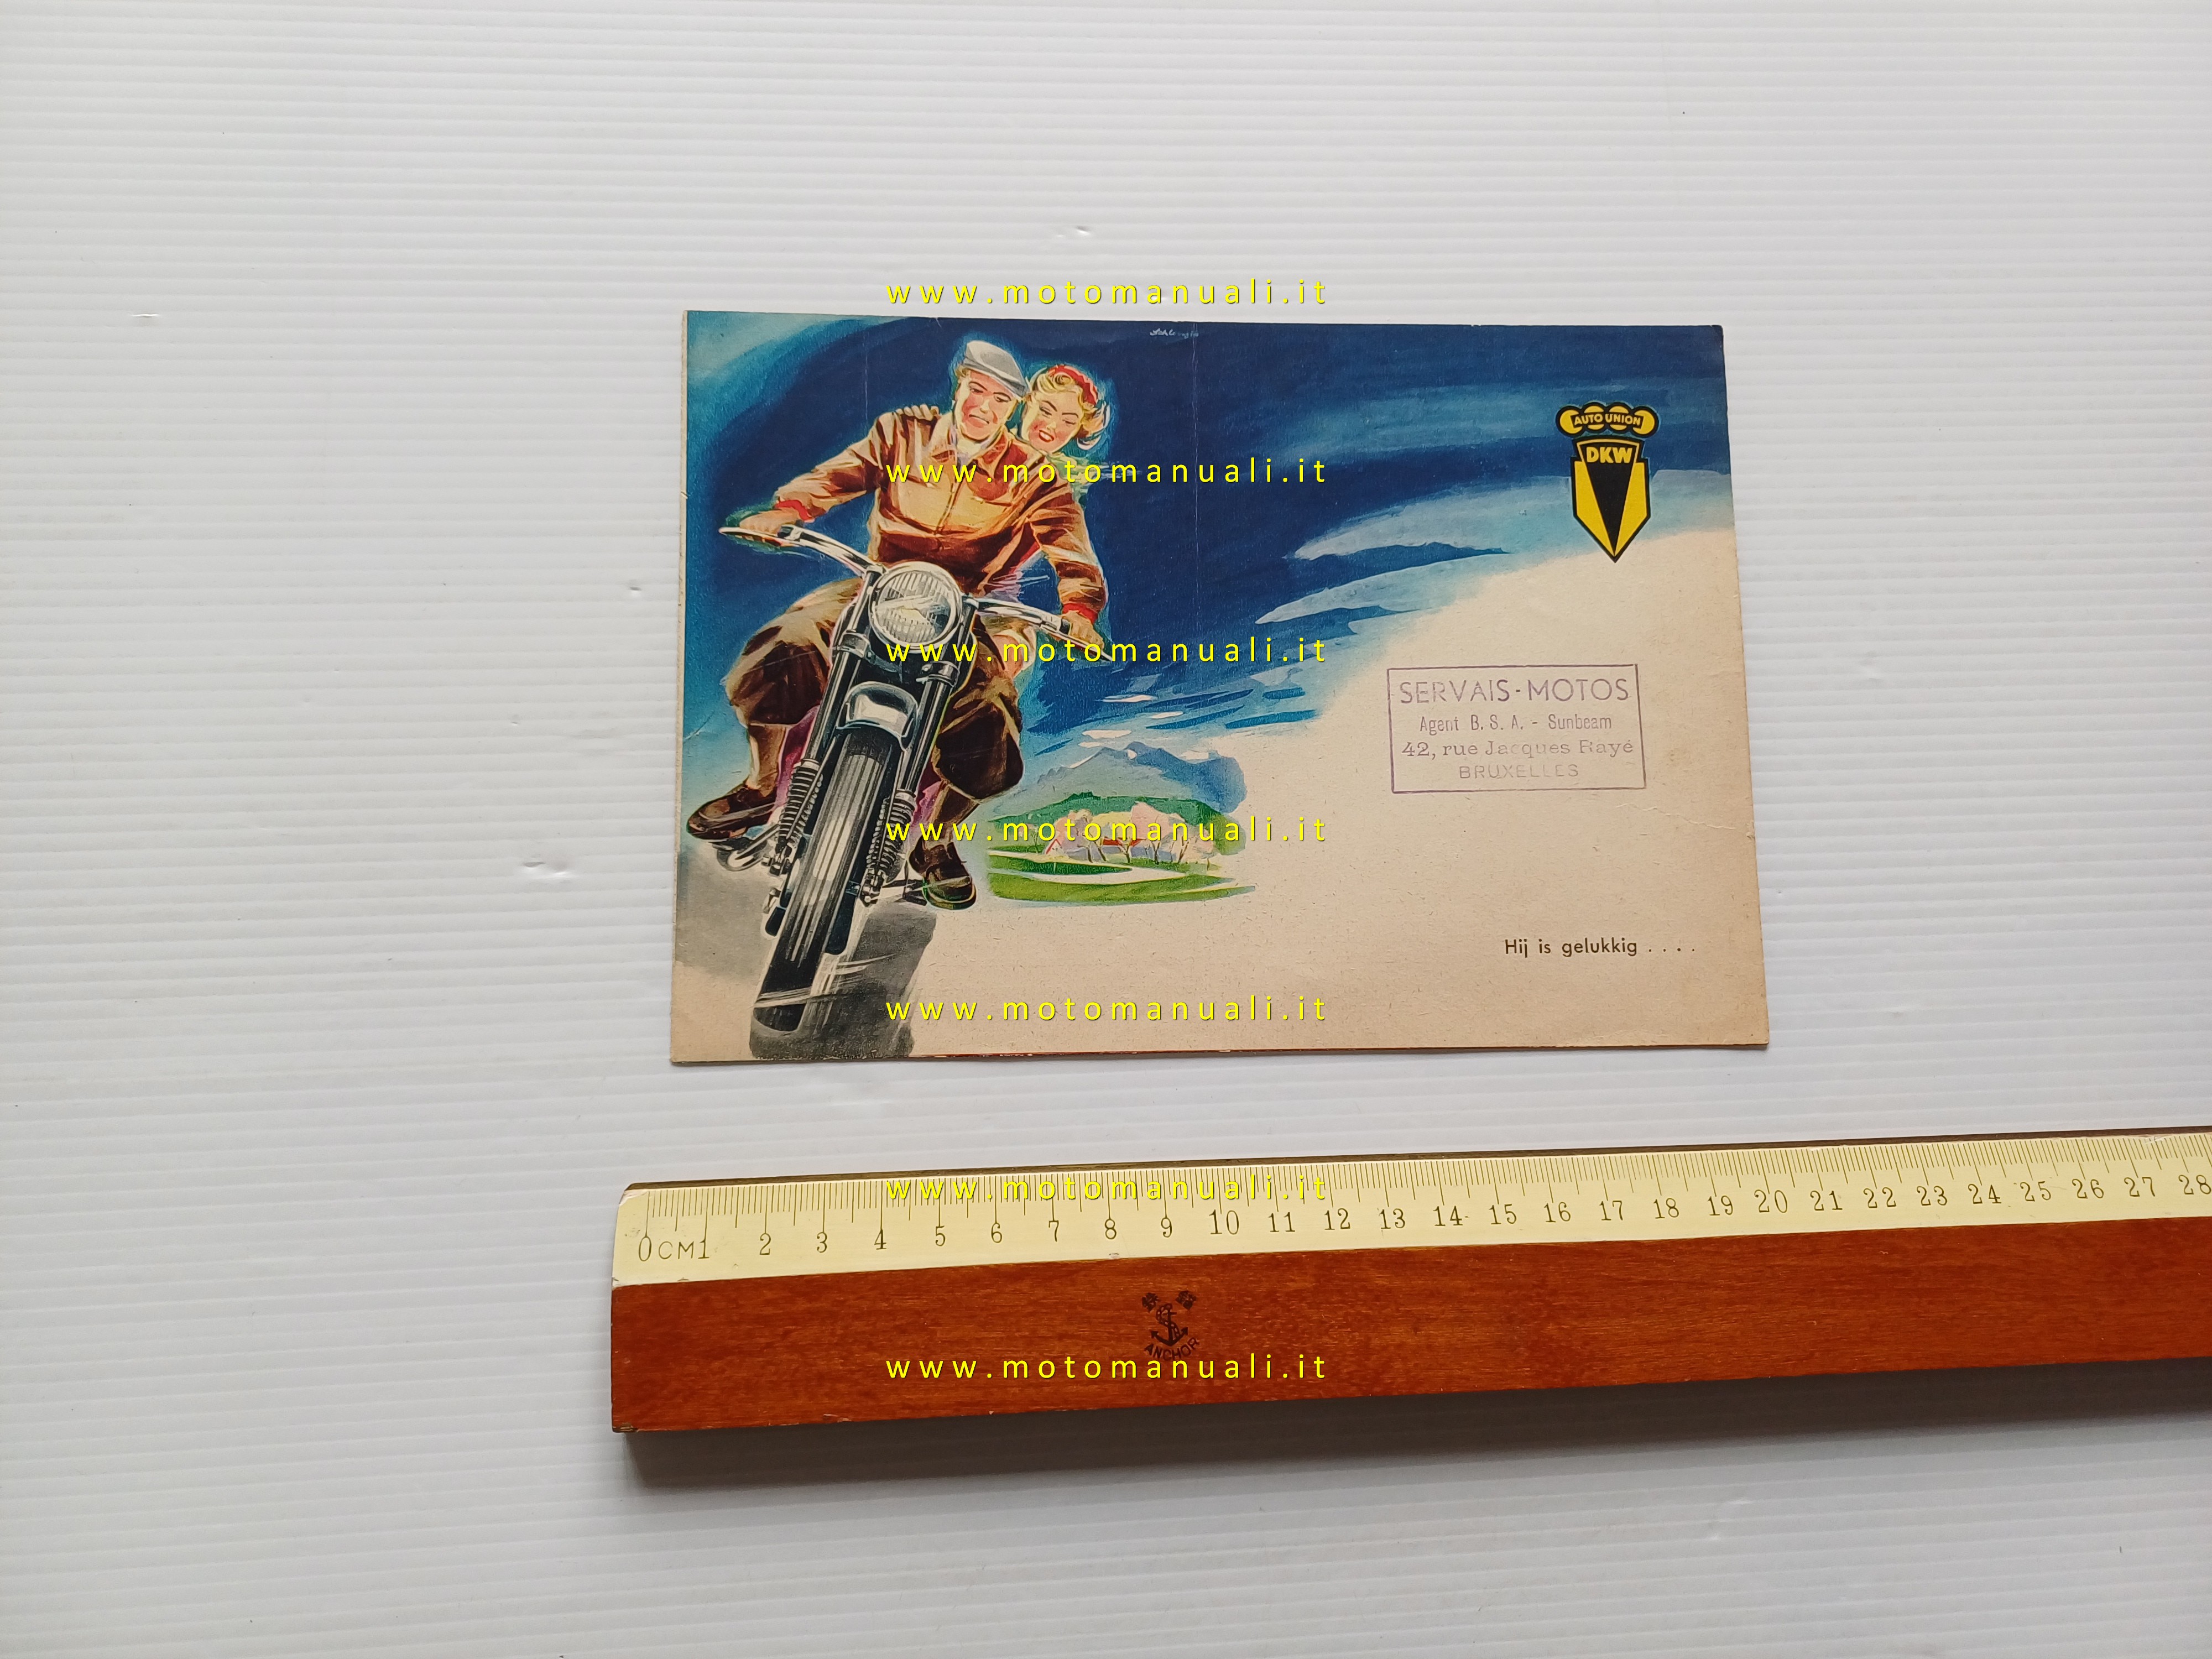 www.motomanuali.it
AUTO UNION
DKW
www.motomanuali.it
www.motomanuali.it
SERVAIS-MOTOS
Agent B. S. A. - Sunbeam
42, rue Jacques Rayé
BRUXELLES
www.motomanuali.it
Hij is gelukkig . . . .
www.motomanuali.it
www.motomanuali.it
0CM1 2 3 4 5 6 7 8 9 10 11 12 13 14 15 16 17 18 19 20 21 22 23 24 25 26 27 28
ANCHOR
www.motomanuali.it